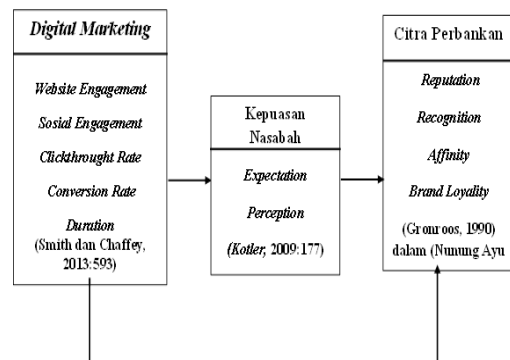 Digital Marketing
Website Engagement
Sosial Engagement
Clickthrought Rate
Conversion Rate
Duration
(Smith dan Chaffey,
2013:593)
Kepuasan
Nasabah
Expectation
Perception
(Kotler, 2009:177)
Citra Perbankan
Reputation
Recognition
Affinity
Brand Loyality
(Gronroos, 1990)
dalam (Nunung Ayu